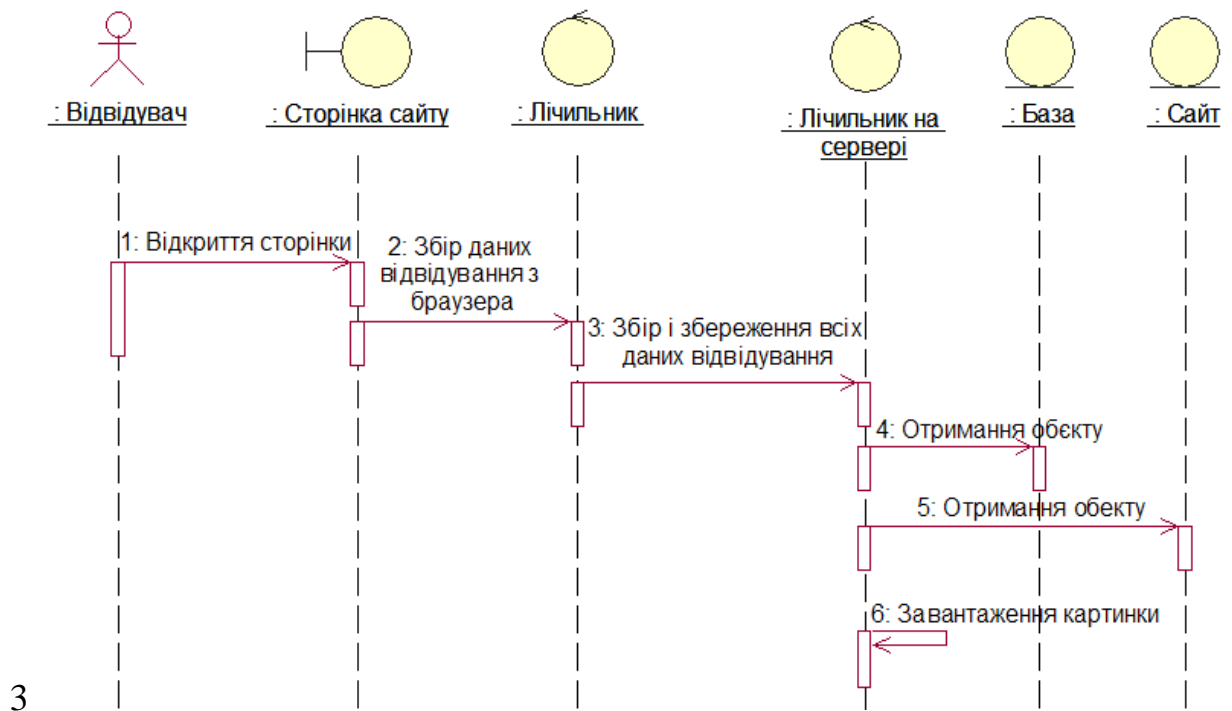 : Відвідувач
: Сторінка сайту
: Лічильник
: Лічильник на
сервері
: База
: Сайт
1: Відкриття сторінки
2: Збір даних
відвідування з
браузера
3: Збір і збереження всіх
даних відвідування
4: Отримання обєкту
5: Отримання обекту
6: Завантаження картинки
3